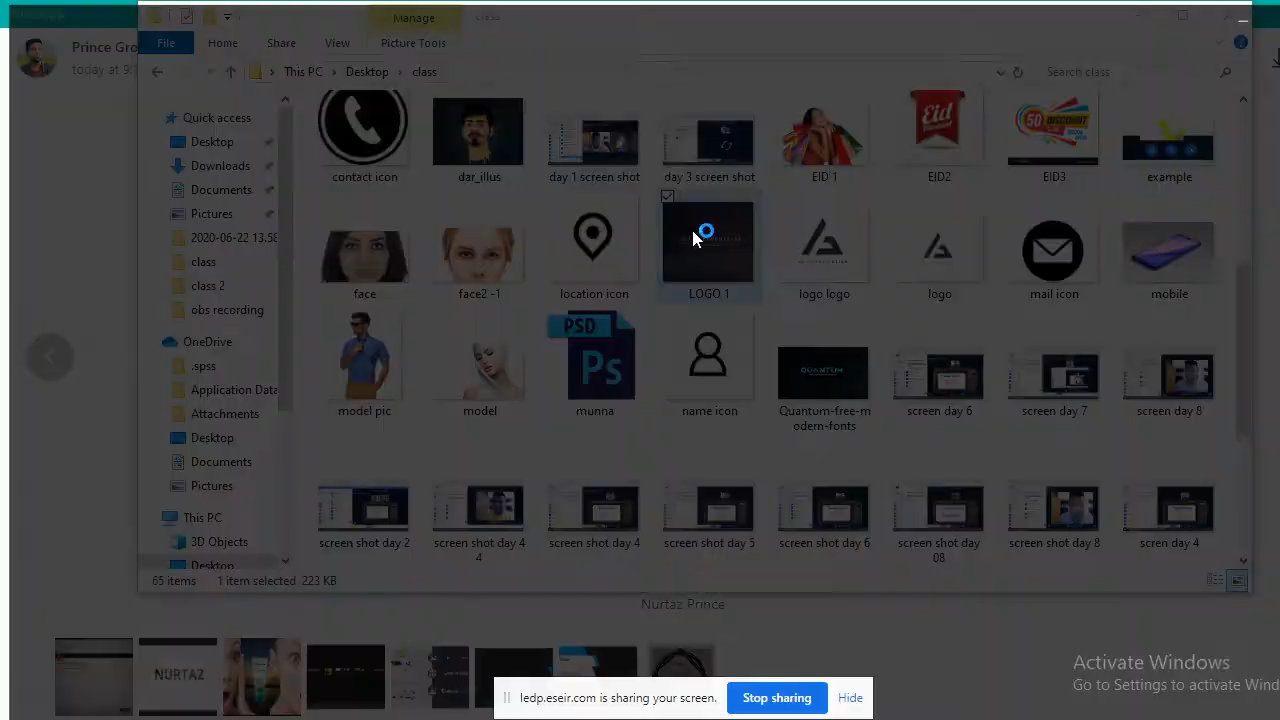 Manage
class
Prince Gro
today at 9:1
File
Home
Share
View
Picture Tools
This PC
Desktop
class
Search class
Quick access
Desktop
Downloads
Documents
Pictures
2020-06-22 13.58
class
class 2
obs recording
OneDrive
.spss
Application Data
Attachments
Desktop
Documents
Pictures
This PC
3D Objects
Desktop
contact icon
dar_illus
day 1 screen shot
day 3 screen shot
EID 1
EID2
EID3
example
Eid
50 DISCOUNT
face
face2 -1
location icon
LOGO 1
logo logo
logo
mail icon
mobile
PSD
Ps
QUANTUM
model pic
model
munna
name icon
Quantum-free-m
odern-fonts
screen day 6
screen day 7
screen day 8
screen shot day 2
screen shot day 4
4
screen shot day 4
screen shot day 5
screen shot day 6
screen shot day
08
screen shot day 8
scren day 4
65 items
1 item selected
223 KB
Nurtaz Prince
NURTAZ
ledp.eseir.com is sharing your screen.
Stop sharing
Hide
Activate Windows
Go to Settings to activate Wind